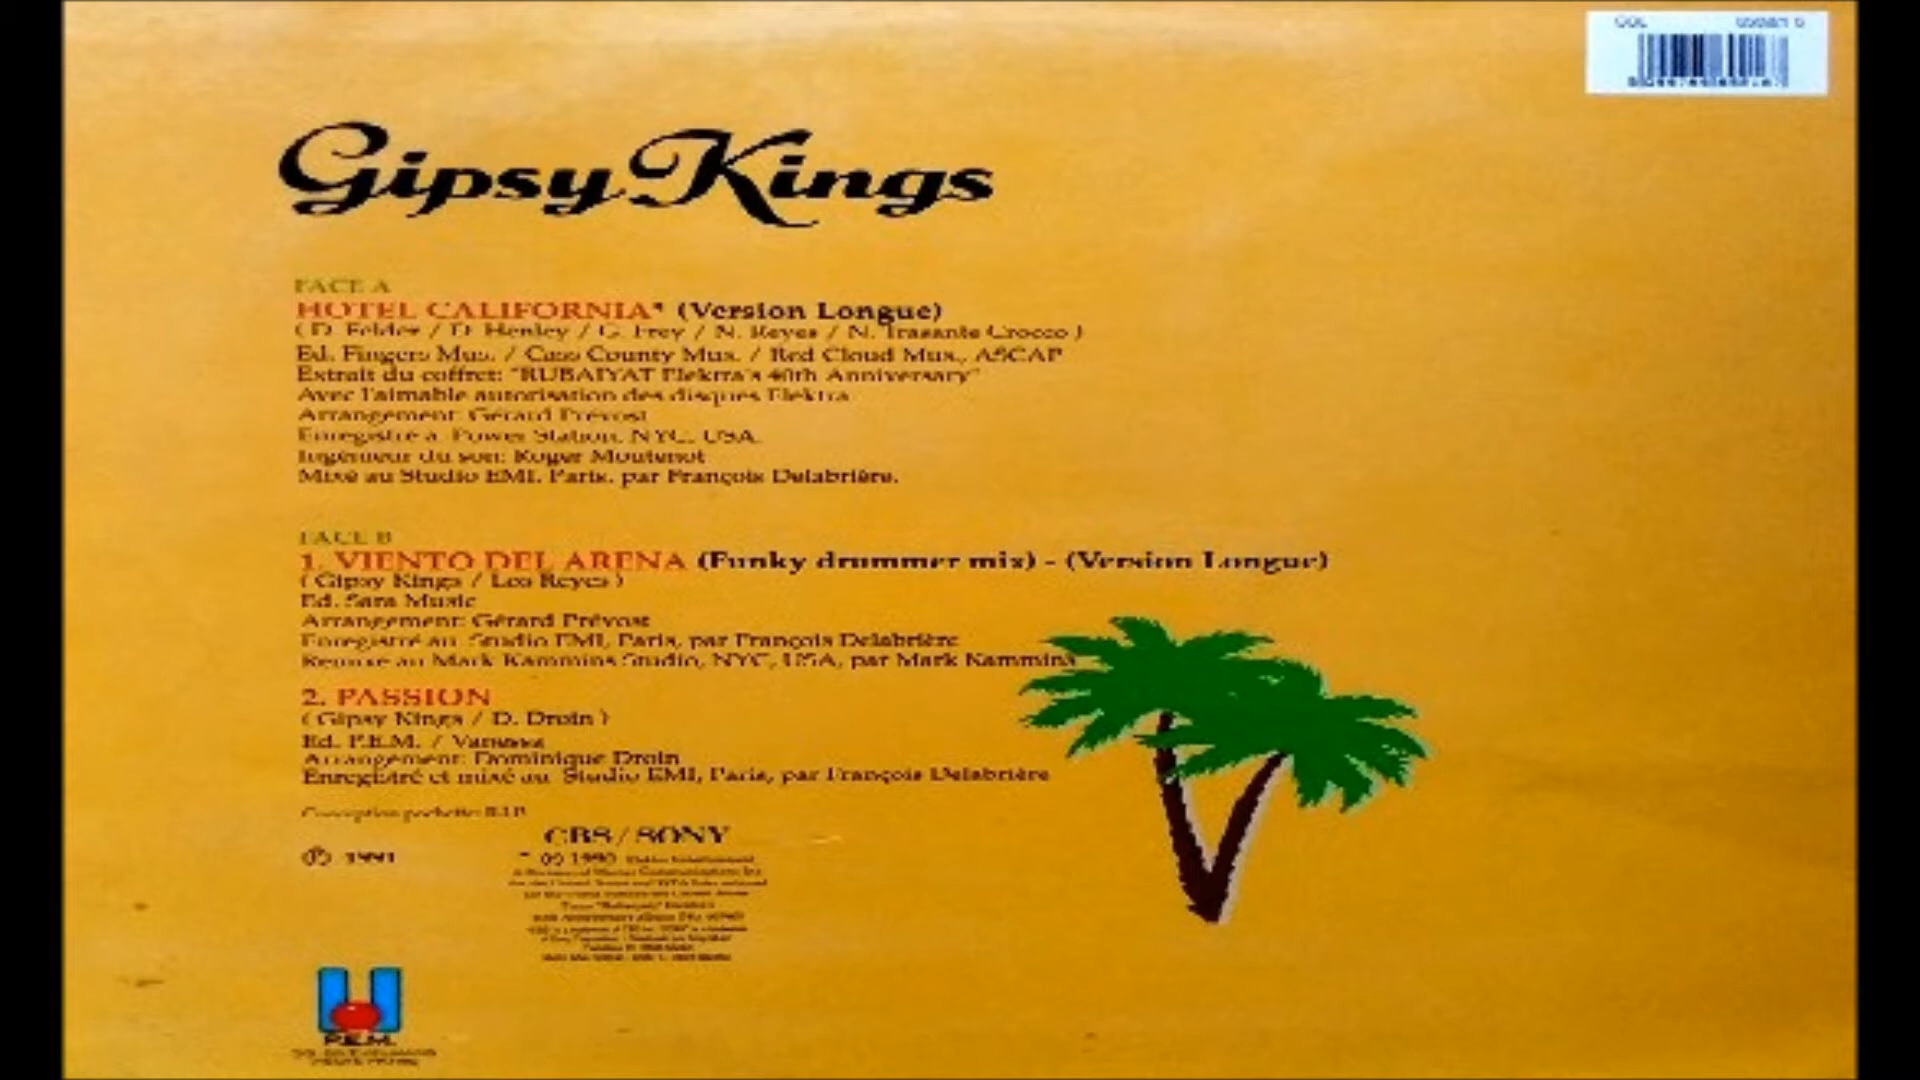 Gipsy Kings
FACE A
HOTEL CALIFORNIA* (Version Longue)
( D. Felder / D. Henley / G. Frey / N. Reyes / N. Trasante Crocco )
Ed. Fingers Mus. / Cass County Mus. / Red Cloud Mus., ASCAP
Extrait du coffret: "RUBAIYAT Elektra's 40th Anniversary"
Avec l'aimable autorisation des disques Elektra
Arrangement: Gérard Prévost
Enregistré à Power Station, NYC, USA.
Ingénieur du son: Roger Moutenot
Mixé au Studio EMI, Paris, par François Delabrière.
FACE B
1. VIENTO DEL ARENA (Funky drummer mix) - (Version Longue)
( Gipsy Kings / Leo Reyes )
Ed. Sara Music
Arrangement: Gérard Prévost
Enregistré au Studio EMI, Paris, par François Delabrière
Remixé au Mark Kammins Studio, NYC, USA, par Mark Kammins
2. PASSION
( Gipsy Kings / D. Droin )
Ed. P.E.M. / Vanessa
Arrangement: Dominique Droin
Enregistré et mixé au Studio EMI, Paris, par François Delabrière
Conception pochette:
CBS / SONY
℗ 1991
1990
P.E.M.